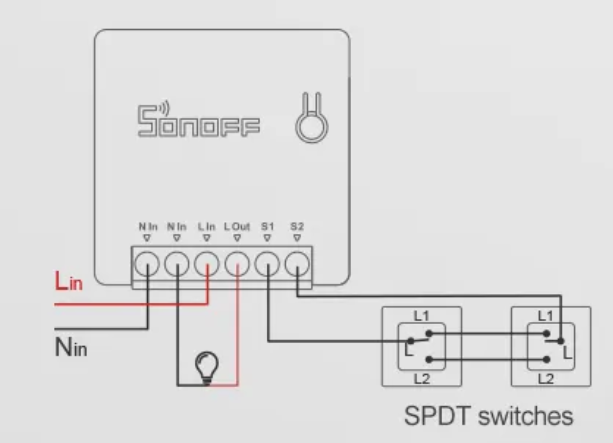 SONOFF
N In N In L In L Out S1 S2
Lin
Nin
L1 L1
L L
L2 L2
SPDT switches